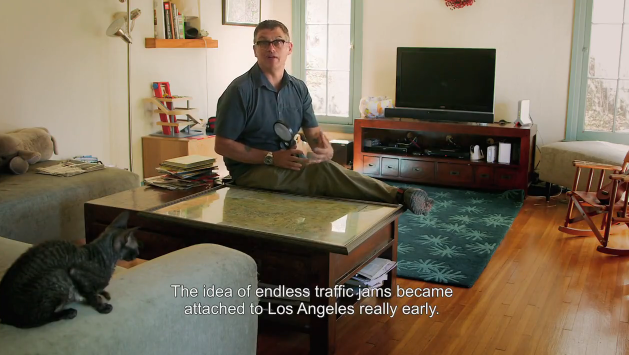 The idea of endless traffic jams became
attached to Los Angeles really early.